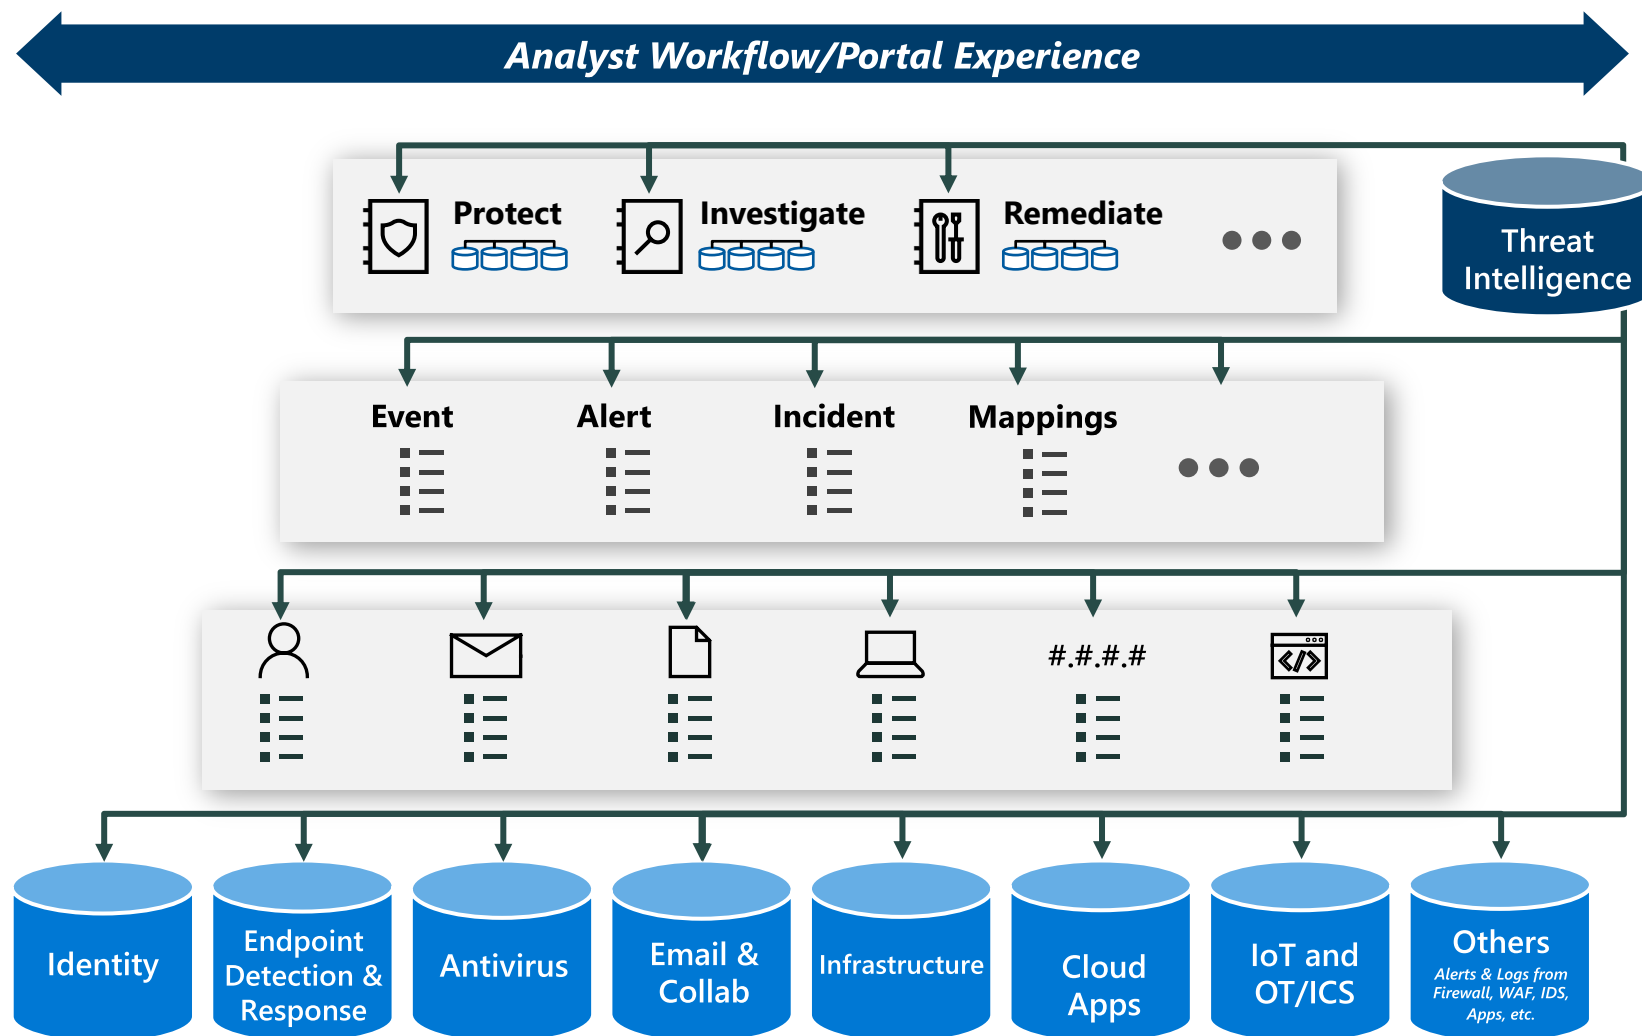 Analyst Workflow/Portal Experience
Protect
Investigate
Remediate
Threat
Intelligence
Event
Alert
Incident
Mappings
#.#.#.#
</>
Identity
Endpoint
Detection &
Response
Antivirus
Email &
Collab
Infrastructure
Cloud
Apps
IoT and
OT/ICS
Others
Alerts & Logs from
Firewall, WAF, IDS,
Apps, etc.